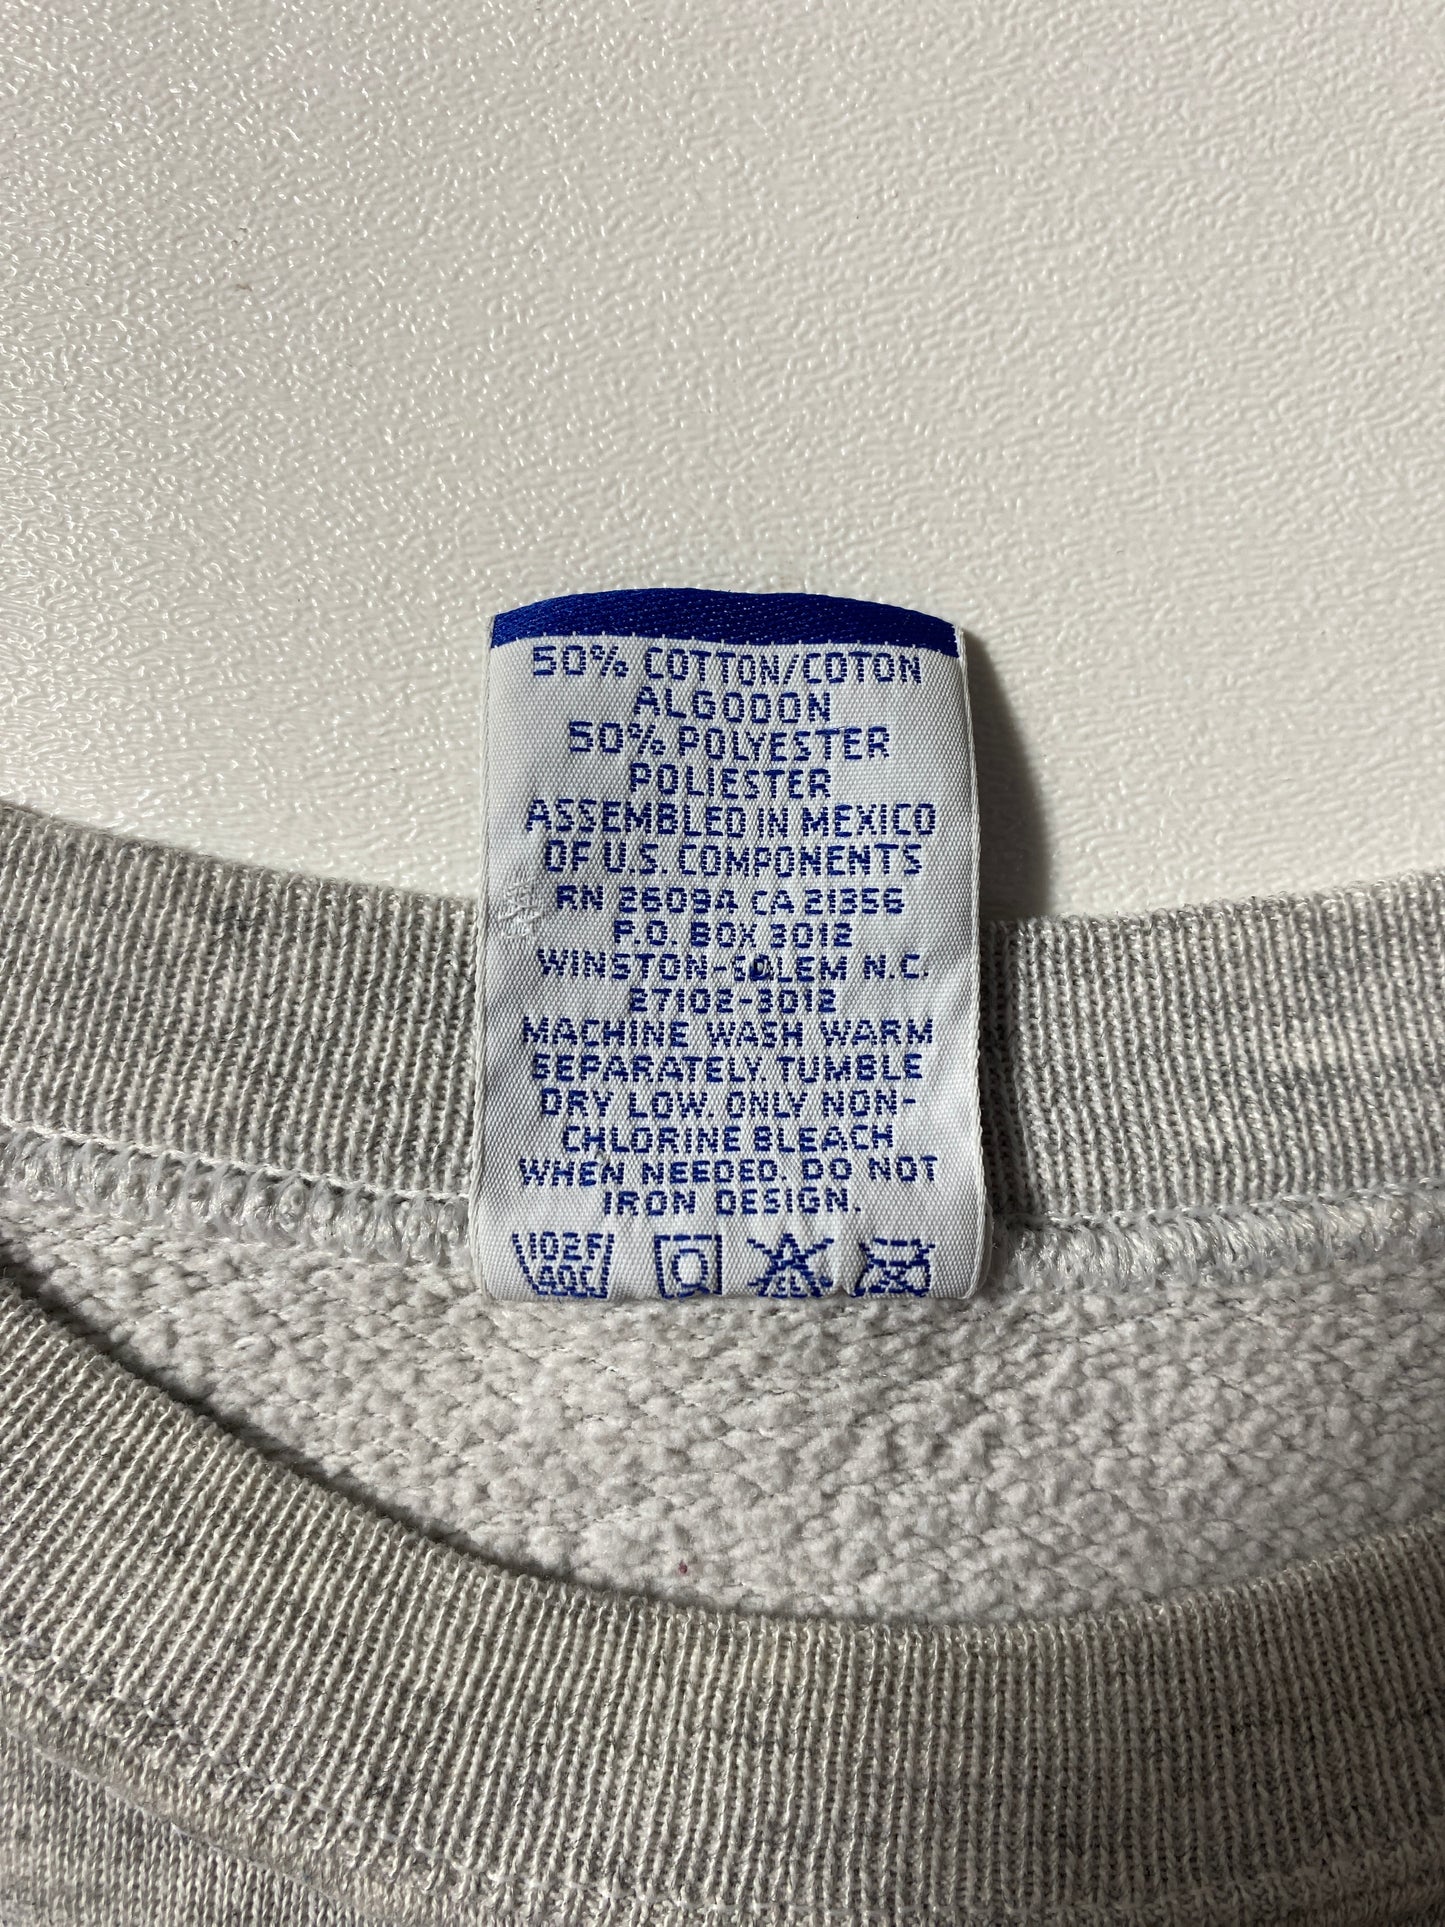 50% COTTON/COTON
ALGODON
50% POLYESTER
POLIESTER
ASSEMBLED IN MEXICO
OF U.S. COMPONENTS
RN 26094 CA 21356
P.O. BOX 3012
WINSTON-SALEM N.C.
27102-3012
MACHINE WASH WARM
SEPARATELY. TUMBLE
DRY LOW. ONLY NON-
CHLORINE BLEACH
WHEN NEEDED. DO NOT
IRON DESIGN.
102F
40C